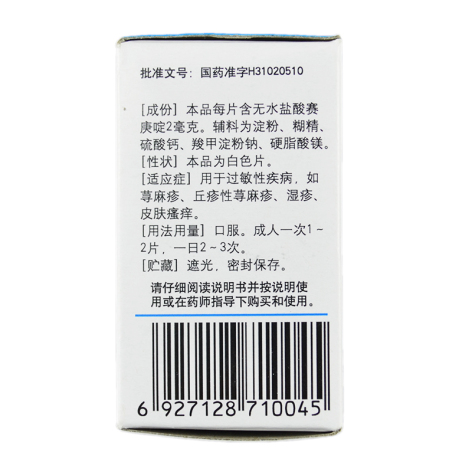 批准文号：国药准字H31020510
[成份] 本品每片含无水盐酸赛
庚啶2毫克。辅料为淀粉、糊精、
硫酸钙、羧甲淀粉钠、硬脂酸镁。
[性状] 本品为白色片。
[适应症] 用于过敏性疾病，如
荨麻疹、丘疹性荨麻疹、湿疹、
皮肤瘙痒。
[用法用量] 口服。成人一次1～
2片，一日2～3次。
[贮藏] 遮光，密封保存。
请仔细阅读说明书并按说明使
用或在药师指导下购买和使用。
6 927128 710045